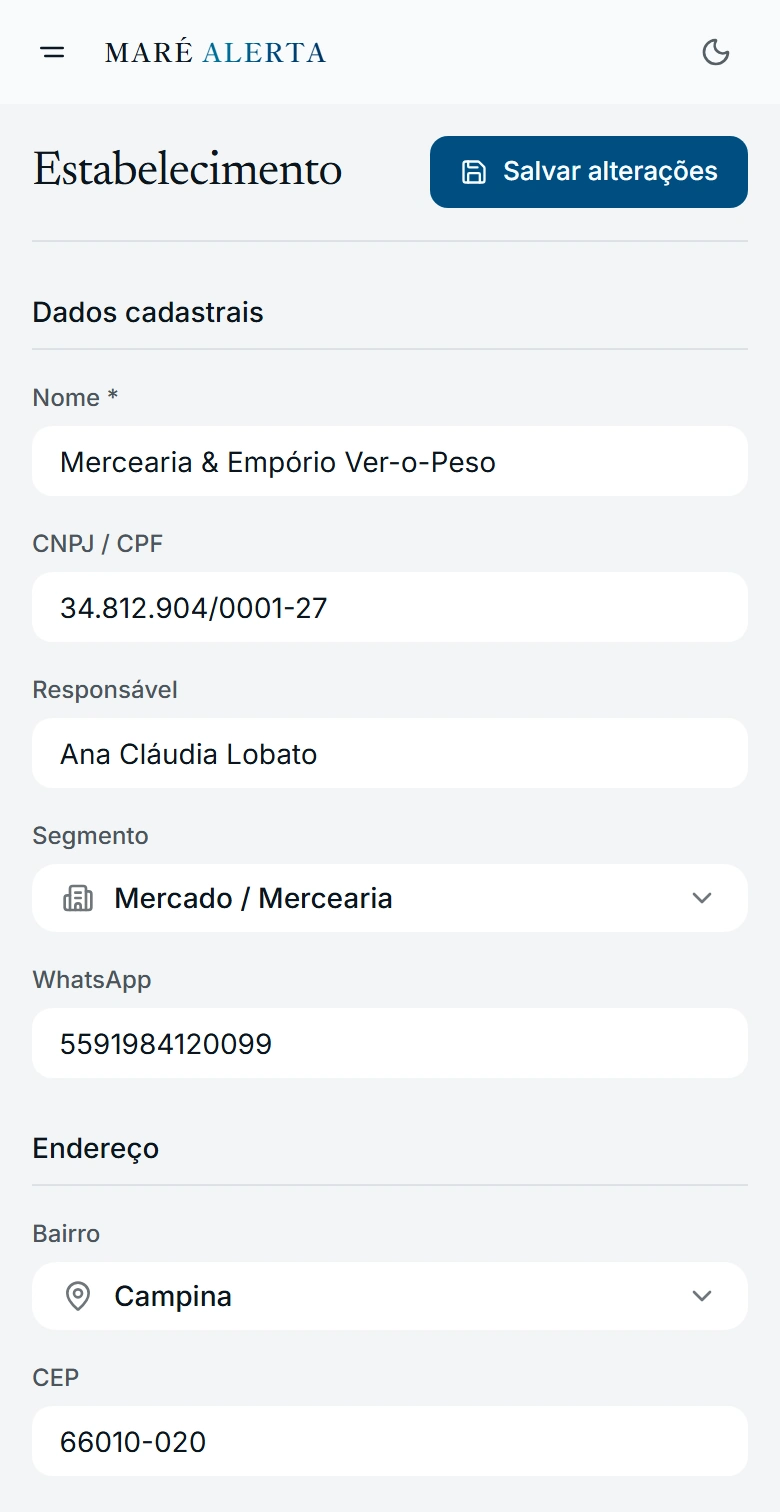 MARÉ ALERTA
Estabelecimento
Salvar alterações
Dados cadastrais
Nome *
Mercearia & Empório Ver-o-Peso
CNPJ / CPF
34.812.904/0001-27
Responsável
Ana Cláudia Lobato
Segmento
Mercado / Mercearia
WhatsApp
5591984120099
Endereço
Bairro
Campina
CEP
66010-020